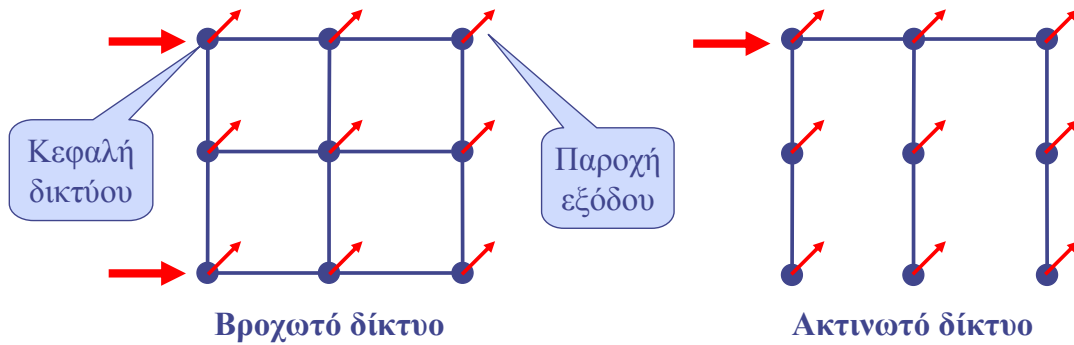 Κεφαλή
δικτύου
Παροχή
εξόδου
Βροχωτό δίκτυο
Ακτινωτό δίκτυο